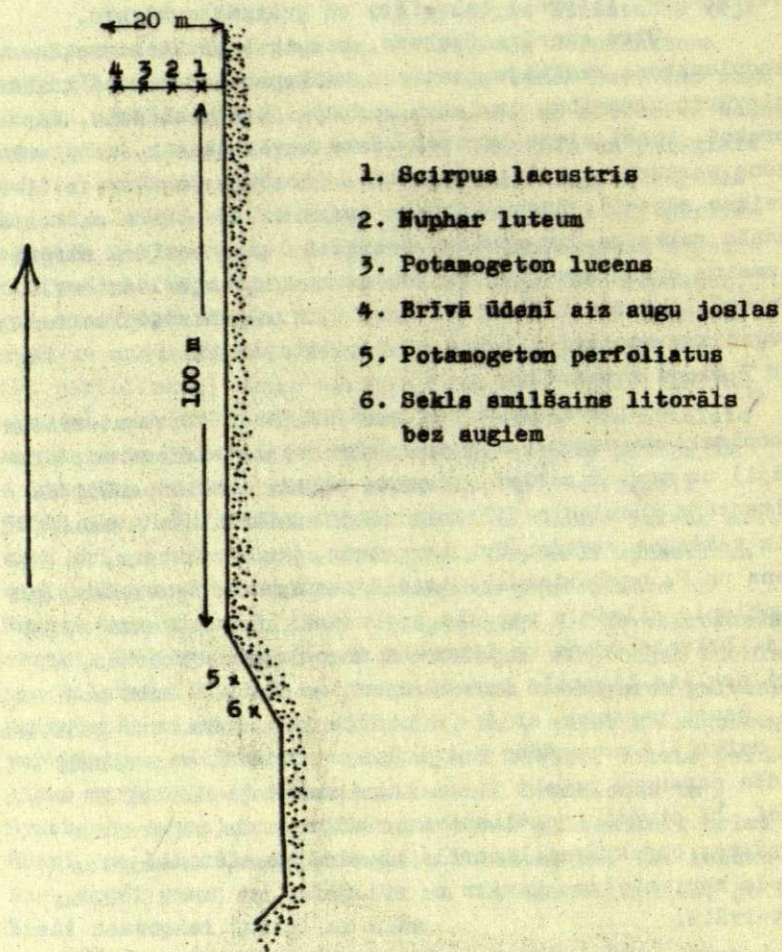 20 m
4 3 2 1
100 m
5
6
1. Scirpus lacustris
2. Nuphar luteum
3. Potamogeton lucens
4. Brīvā ūdenī aiz augu joslas
5. Potamogeton perfoliatus
6. Sekls smilšains litorāls
bez augiem